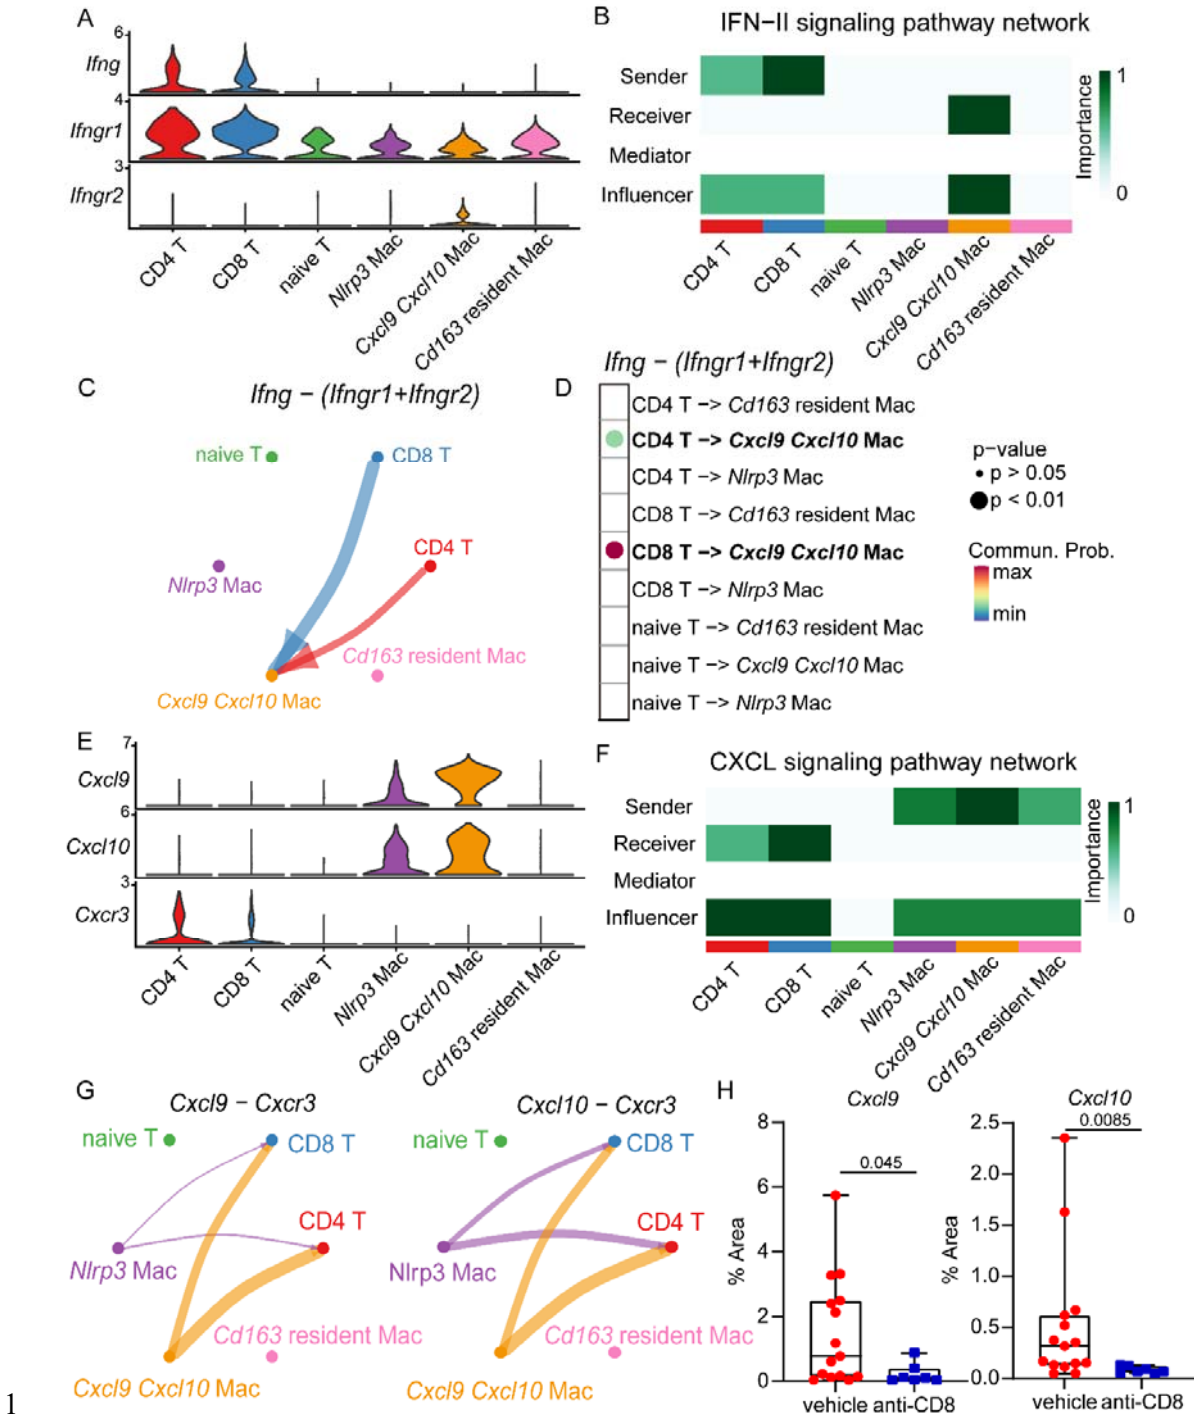 A
6
Ifng
4
Ifngr1
3
Ifngr2
CD4 T
CD8 T
naive T
Nlrp3 Mac
Cxcl9 Cxcl10 Mac
Cd163 resident Mac
B
IFN−II signaling pathway network
Sender
Receiver
Mediator
Influencer
1
Importance
0
CD4 T
CD8 T
naive T
Nlrp3 Mac
Cxcl9 Cxcl10 Mac
Cd163 resident Mac
C
Ifng − (Ifngr1+Ifngr2)
naive T
CD8 T
CD4 T
Nlrp3 Mac
Cd163 resident Mac
Cxcl9 Cxcl10 Mac
D
Ifng − (Ifngr1+Ifngr2)
CD4 T −> Cd163 resident Mac
CD4 T −> Cxcl9 Cxcl10 Mac
CD4 T −> Nlrp3 Mac
CD8 T −> Cd163 resident Mac
CD8 T −> Cxcl9 Cxcl10 Mac
CD8 T −> Nlrp3 Mac
naive T −> Cd163 resident Mac
naive T −> Cxcl9 Cxcl10 Mac
naive T −> Nlrp3 Mac
p−value
p > 0.05
p < 0.01
Commun. Prob.
max
min
E
7
Cxcl9
6
Cxcl10
3
Cxcr3
CD4 T
CD8 T
naive T
Nlrp3 Mac
Cxcl9 Cxcl10 Mac
Cd163 resident Mac
F
CXCL signaling pathway network
Sender
Receiver
Mediator
Influencer
1
Importance
0
CD4 T
CD8 T
naive T
Nlrp3 Mac
Cxcl9 Cxcl10 Mac
Cd163 resident Mac
G
Cxcl9 − Cxcr3
naive T
CD8 T
CD4 T
Nlrp3 Mac
Cd163 resident Mac
Cxcl9 Cxcl10 Mac
Cxcl10 − Cxcr3
naive T
CD8 T
CD4 T
Nlrp3 Mac
Cd163 resident Mac
Cxcl9 Cxcl10 Mac
H
Cxcl9
8
6
4
2
0
% Area
0.045
vehicle anti-CD8
Cxcl10
2.5
2.0
1.5
1.0
0.5
0.0
% Area
0.0085
vehicle anti-CD8
1